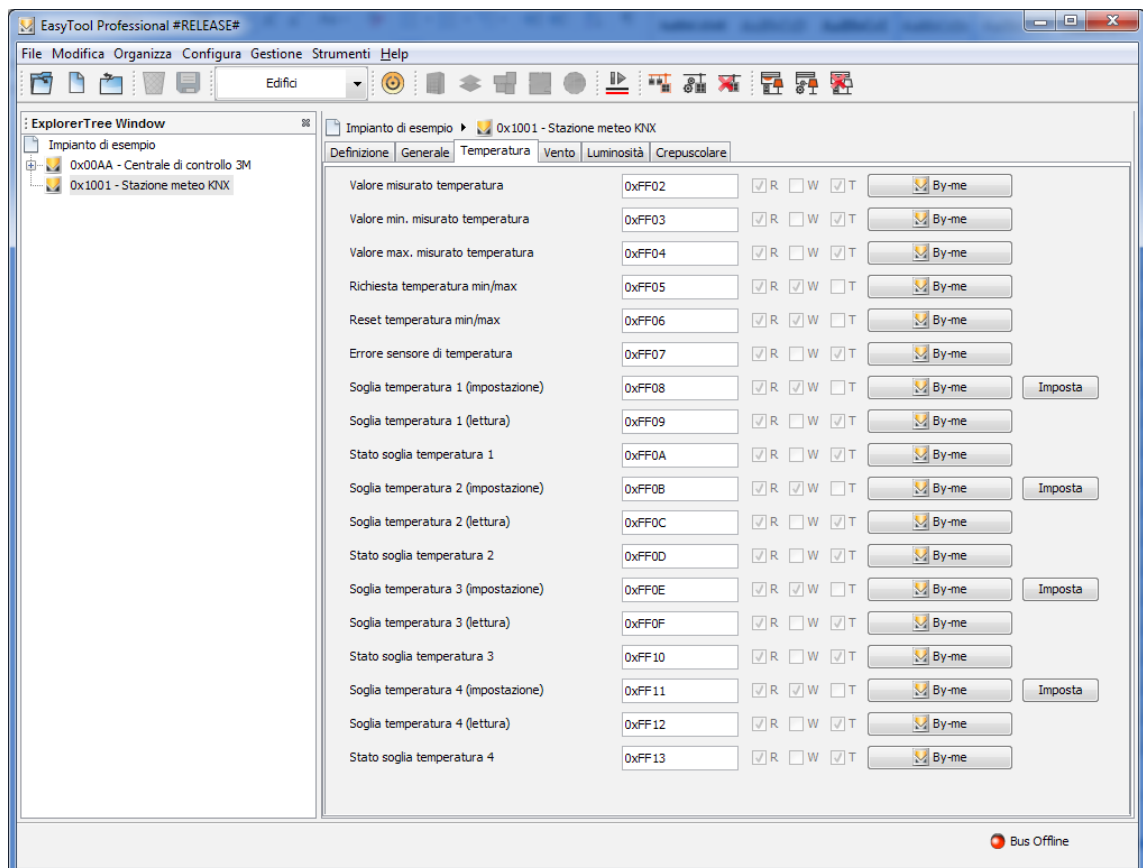 EasyTool Professional #RELEASE#
File Modifica Organizza Configura Gestione Strumenti Help
Edifici
ExplorerTree Window
Impianto di esempio
0x00AA - Centrale di controllo 3M
0x1001 - Stazione meteo KNX
Impianto di esempio 0x1001 - Stazione meteo KNX
Definizione Generale Temperatura Vento Luminosità Crepuscolare
Valore misurato temperatura 0xFF02 R W T By-me
Valore min. misurato temperatura 0xFF03 R W T By-me
Valore max. misurato temperatura 0xFF04 R W T By-me
Richiesta temperatura min/max 0xFF05 R W T By-me
Reset temperatura min/max 0xFF06 R W T By-me
Errore sensore di temperatura 0xFF07 R W T By-me
Soglia temperatura 1 (impostazione) 0xFF08 R W T By-me Imposta
Soglia temperatura 1 (lettura) 0xFF09 R W T By-me
Stato soglia temperatura 1 0xFF0A R W T By-me
Soglia temperatura 2 (impostazione) 0xFF0B R W T By-me Imposta
Soglia temperatura 2 (lettura) 0xFF0C R W T By-me
Stato soglia temperatura 2 0xFF0D R W T By-me
Soglia temperatura 3 (impostazione) 0xFF0E R W T By-me Imposta
Soglia temperatura 3 (lettura) 0xFF0F R W T By-me
Stato soglia temperatura 3 0xFF10 R W T By-me
Soglia temperatura 4 (impostazione) 0xFF11 R W T By-me Imposta
Soglia temperatura 4 (lettura) 0xFF12 R W T By-me
Stato soglia temperatura 4 0xFF13 R W T By-me
Bus Offline